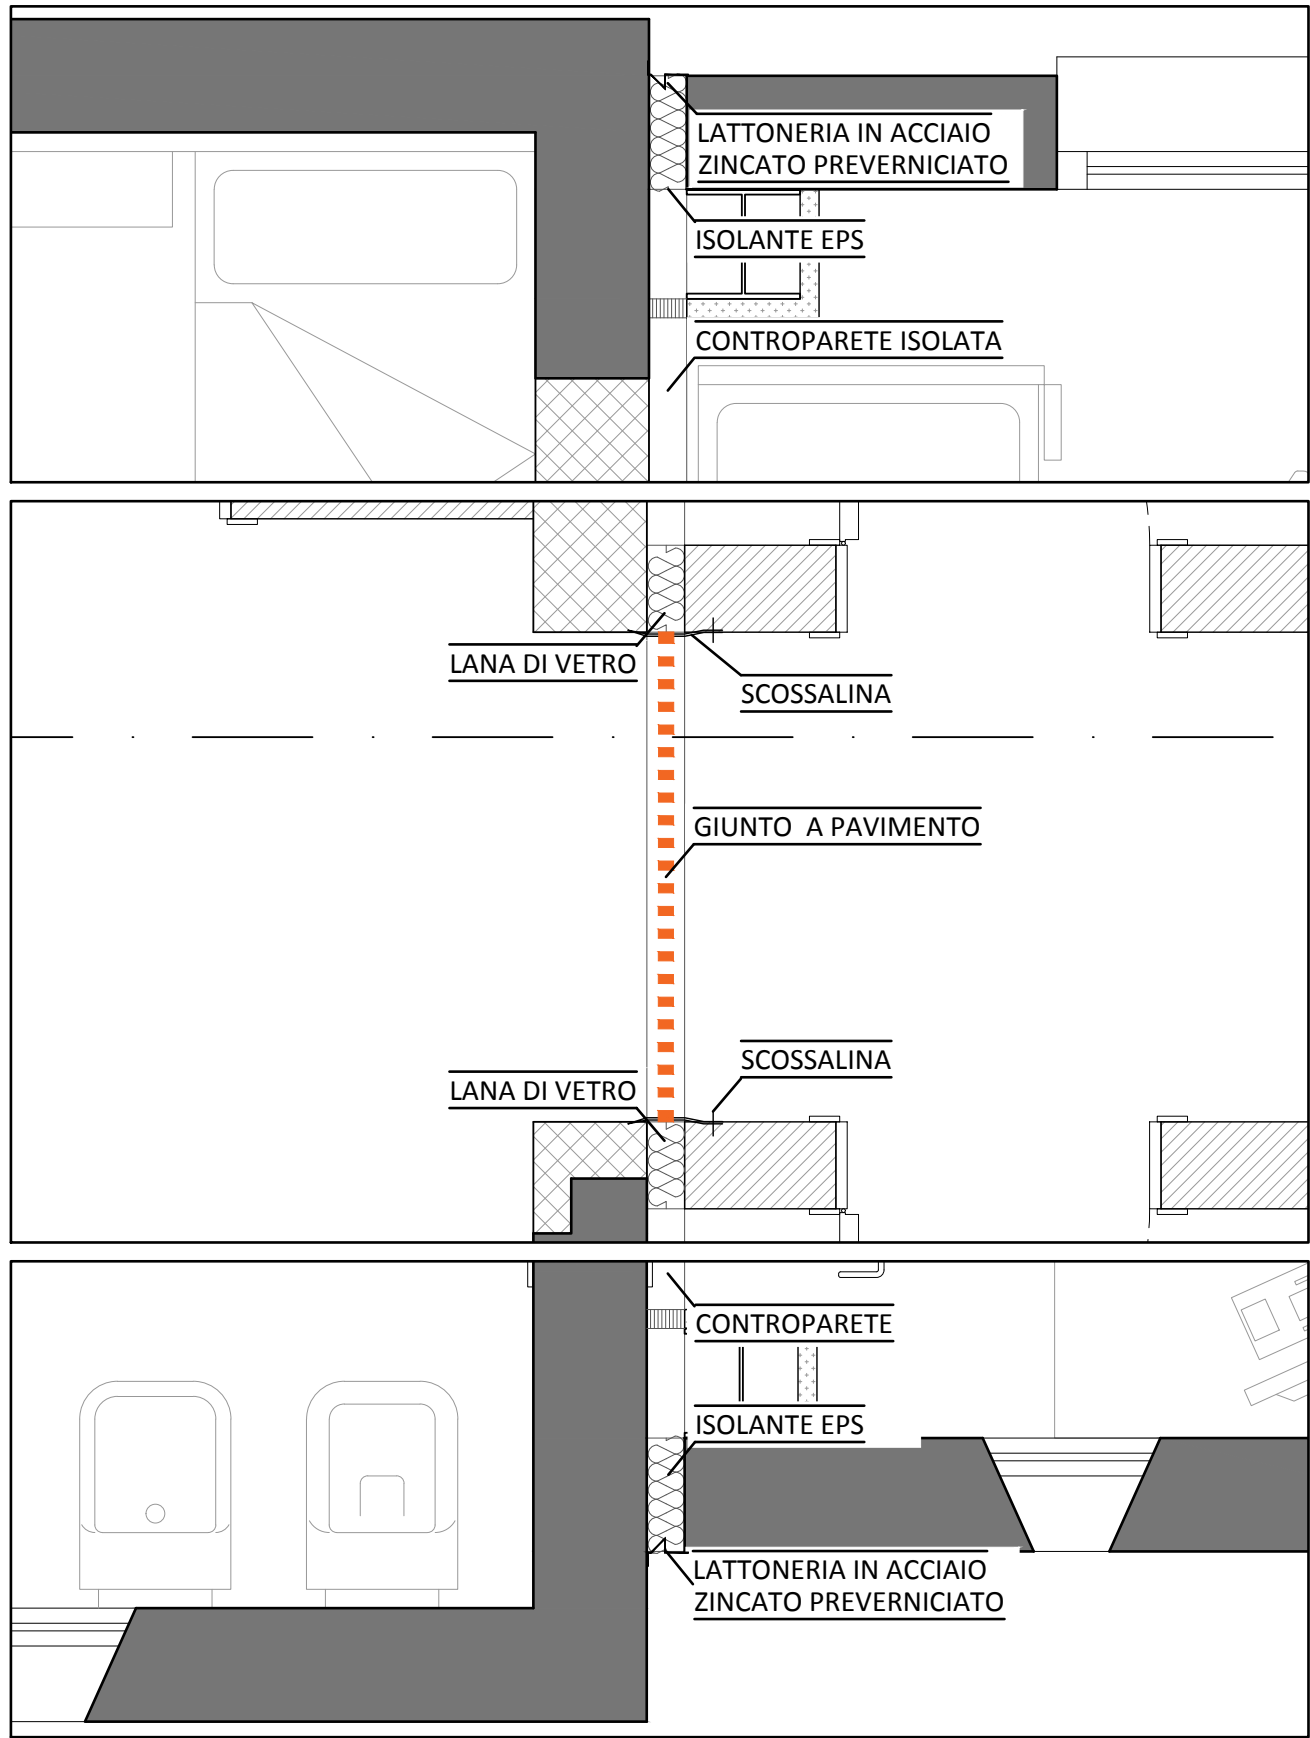 LATTONERIA IN ACCIAIO
ZINCATO PREVERNICIATO
ISOLANTE EPS
CONTROPARETE ISOLATA
LANA DI VETRO
SCOSSALINA
GIUNTO A PAVIMENTO
SCOSSALINA
LANA DI VETRO
CONTROPARETE
ISOLANTE EPS
LATTONERIA IN ACCIAIO
ZINCATO PREVERNICIATO